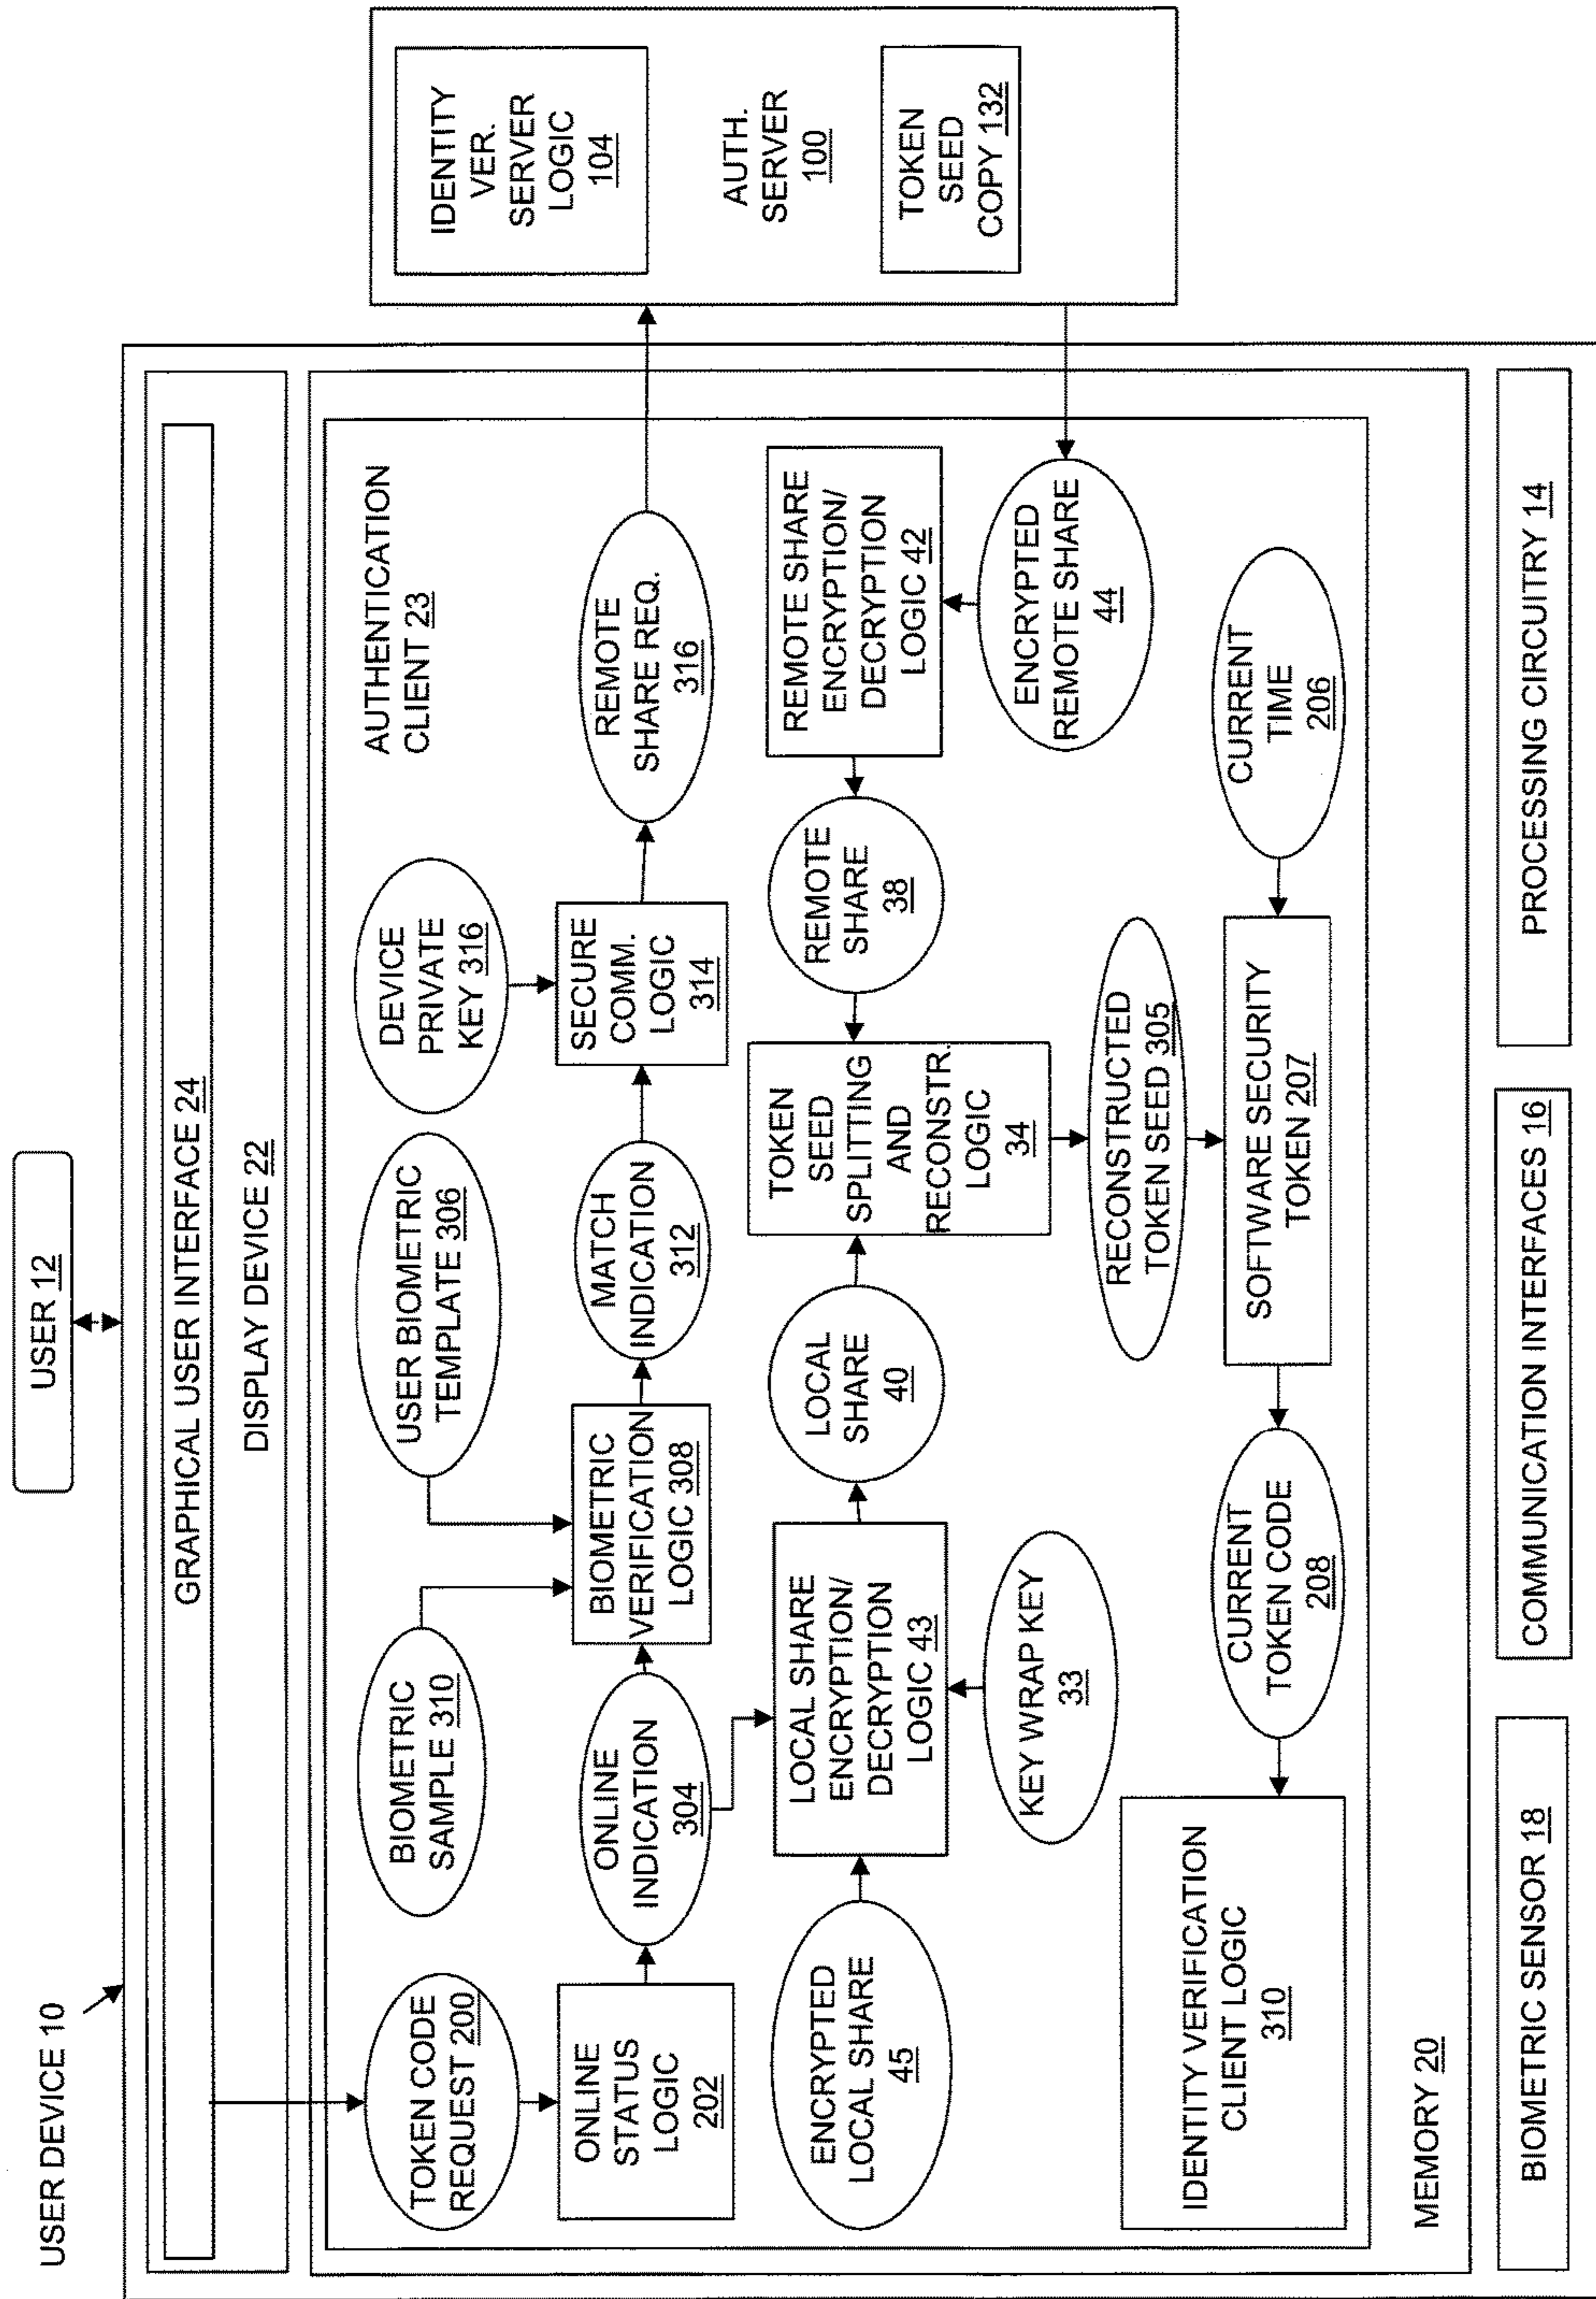 USER 12
USER DEVICE 10
GRAPHICAL USER INTERFACE 24
DISPLAY DEVICE 22
TOKEN CODE
REQUEST 200
BIOMETRIC
SAMPLE 310
USER BIOMETRIC
TEMPLATE 306
DEVICE
PRIVATE
KEY 316
AUTHENTICATION
CLIENT 23
ONLINE
STATUS
LOGIC
202
ONLINE
INDICATION
304
BIOMETRIC
VERIFICATION
LOGIC 308
MATCH
INDICATION
312
SECURE
COMM.
LOGIC
314
REMOTE
SHARE REQ.
316
IDENTITY
VER.
SERVER
LOGIC
104
AUTH.
SERVER
100
TOKEN
SEED
COPY 132
ENCRYPTED
LOCAL SHARE
45
LOCAL SHARE
ENCRYPTION/
DECRYPTION
LOGIC 43
LOCAL
SHARE
40
TOKEN
SEED
SPLITTING
AND
RECONSTR.
LOGIC
34
REMOTE
SHARE
38
REMOTE SHARE
ENCRYPTION/
DECRYPTION
LOGIC 42
KEY WRAP KEY
33
ENCRYPTED
REMOTE SHARE
44
RECONSTRUCTED
TOKEN SEED 305
IDENTITY VERIFICATION
CLIENT LOGIC
310
CURRENT
TOKEN CODE
208
SOFTWARE SECURITY
TOKEN 207
CURRENT
TIME
206
MEMORY 20
BIOMETRIC SENSOR 18
COMMUNICATION INTERFACES 16
PROCESSING CIRCUITRY 14